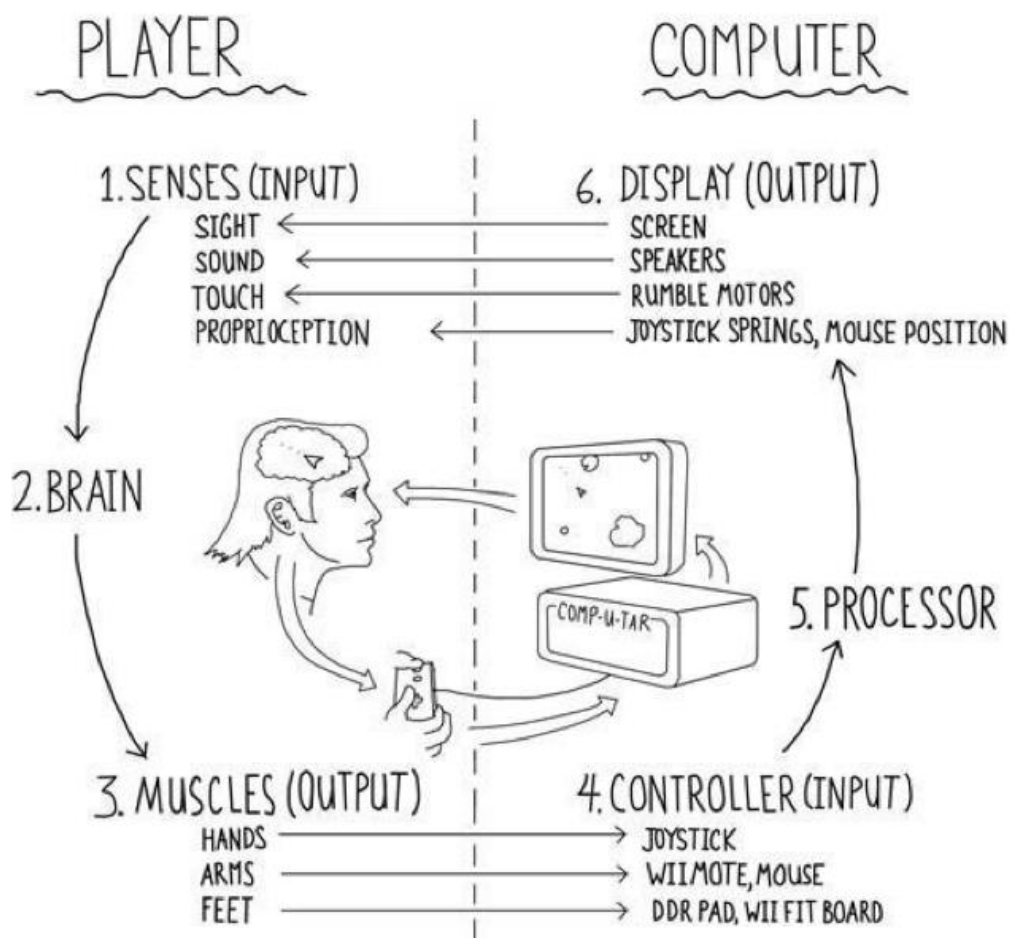 PLAYER
COMPUTER
1. SENSES (INPUT)
SIGHT
SOUND
TOUCH
PROPRIOCEPTION
6. DISPLAY (OUTPUT)
SCREEN
SPEAKERS
RUMBLE MOTORS
JOYSTICK SPRINGS, MOUSE POSITION
2. BRAIN
COMP-U-TAR
5. PROCESSOR
3. MUSCLES (OUTPUT)
HANDS
ARMS
FEET
4. CONTROLLER (INPUT)
JOYSTICK
WIIMOTE, MOUSE
DDR PAD, WII FIT BOARD